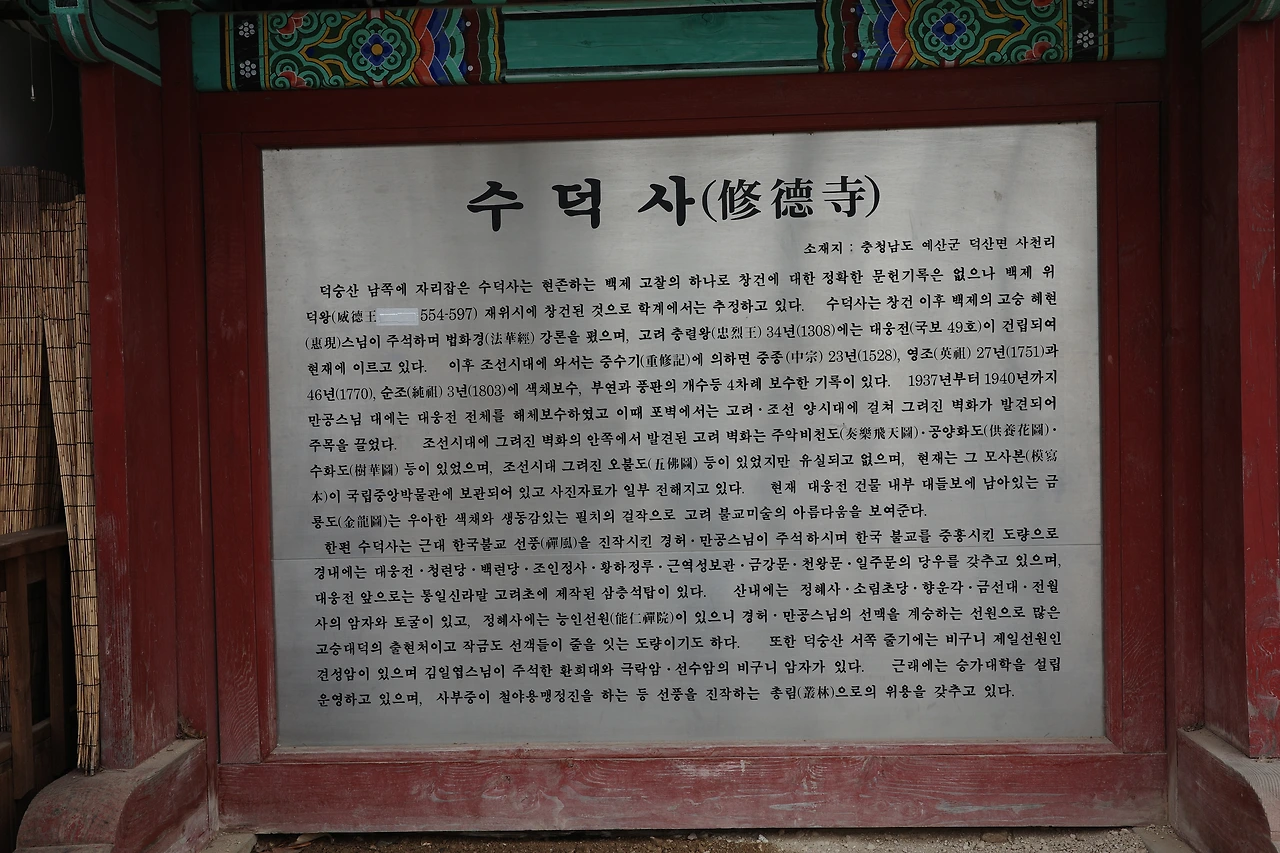 수덕사(修德寺)
소재지 : 충청남도 예산군 덕산면 사천리
덕숭산 남쪽에 자리잡은 수덕사는 현존하는 백제 고찰의 하나로 창건에 대한 정확한 문헌기록은 없으나 백제 위
덕왕(威德王 554-597) 재위시에 창건된 것으로 학계에서는 추정하고 있다. 수덕사는 창건 이후 백제의 고승 혜현
(惠現)스님이 주석하며 법화경(法華經) 강론을 폈으며, 고려 충렬왕(忠烈王) 34년(1308)에는 대웅전(국보 49호)이 건립되여
현재에 이르고 있다. 이후 조선시대에 와서는 중수기(重修記)에 의하면 중종(中宗) 23년(1528), 영조(英祖) 27년(1751)과
46년(1770), 순조(純祖) 3년(1803)에 색채보수, 부연과 풍판의 개수등 4차례 보수한 기록이 있다. 1937년부터 1940년까지
만공스님 대에는 대웅전 전체를 해체보수하였고 이때 포벽에서는 고려·조선 양시대에 걸쳐 그려진 벽화가 발견되어
주목을 끌었다. 조선시대에 그려진 벽화의 안쪽에서 발견된 고려 벽화는 주악비천도(奏樂飛天圖)·공양화도(供養花圖)·
수화도(樹華圖) 등이 있었으며, 조선시대 그려진 오불도(五佛圖) 등이 있었지만 유실되고 없으며, 현재는 그 모사본(模寫
本)이 국립중앙박물관에 보관되어 있고 사진자료가 일부 전해지고 있다. 현재 대웅전 건물 내부 대들보에 남아있는 금
룡도(金龍圖)는 우아한 색채와 생동감있는 필치의 걸작으로 고려 불교미술의 아름다움을 보여준다.
한편 수덕사는 근대 한국불교 선풍(禪風)을 진작시킨 경허·만공스님이 주석하시며 한국 불교를 중흥시킨 도량으로
경내에는 대웅전·청련당·백련당·조인정사·황하정루·근역성보관·금강문·천왕문·일주문의 당우를 갖추고 있으며,
대웅전 앞으로는 통일신라말 고려초에 제작된 삼층석탑이 있다. 산내에는 정혜사·소림초당·향운각·금선대·전월
사의 암자와 토굴이 있고, 정혜사에는 능인선원(能仁禪院)이 있으니 경허·만공스님의 선맥을 계승하는 선원으로 많은
고승대덕의 출현처이고 작금도 선객들이 줄을 잇는 도량이기도 하다. 또한 덕숭산 서쪽 줄기에는 비구니 제일선원인
견성암이 있으며 김일엽스님이 주석한 환희대와 극락암·선수암의 비구니 암자가 있다. 근래에는 승가대학을 설립
운영하고 있으며, 사부중이 철야용맹정진을 하는 등 선풍을 진작하는 총림(叢林)으로의 위용을 갖추고 있다.